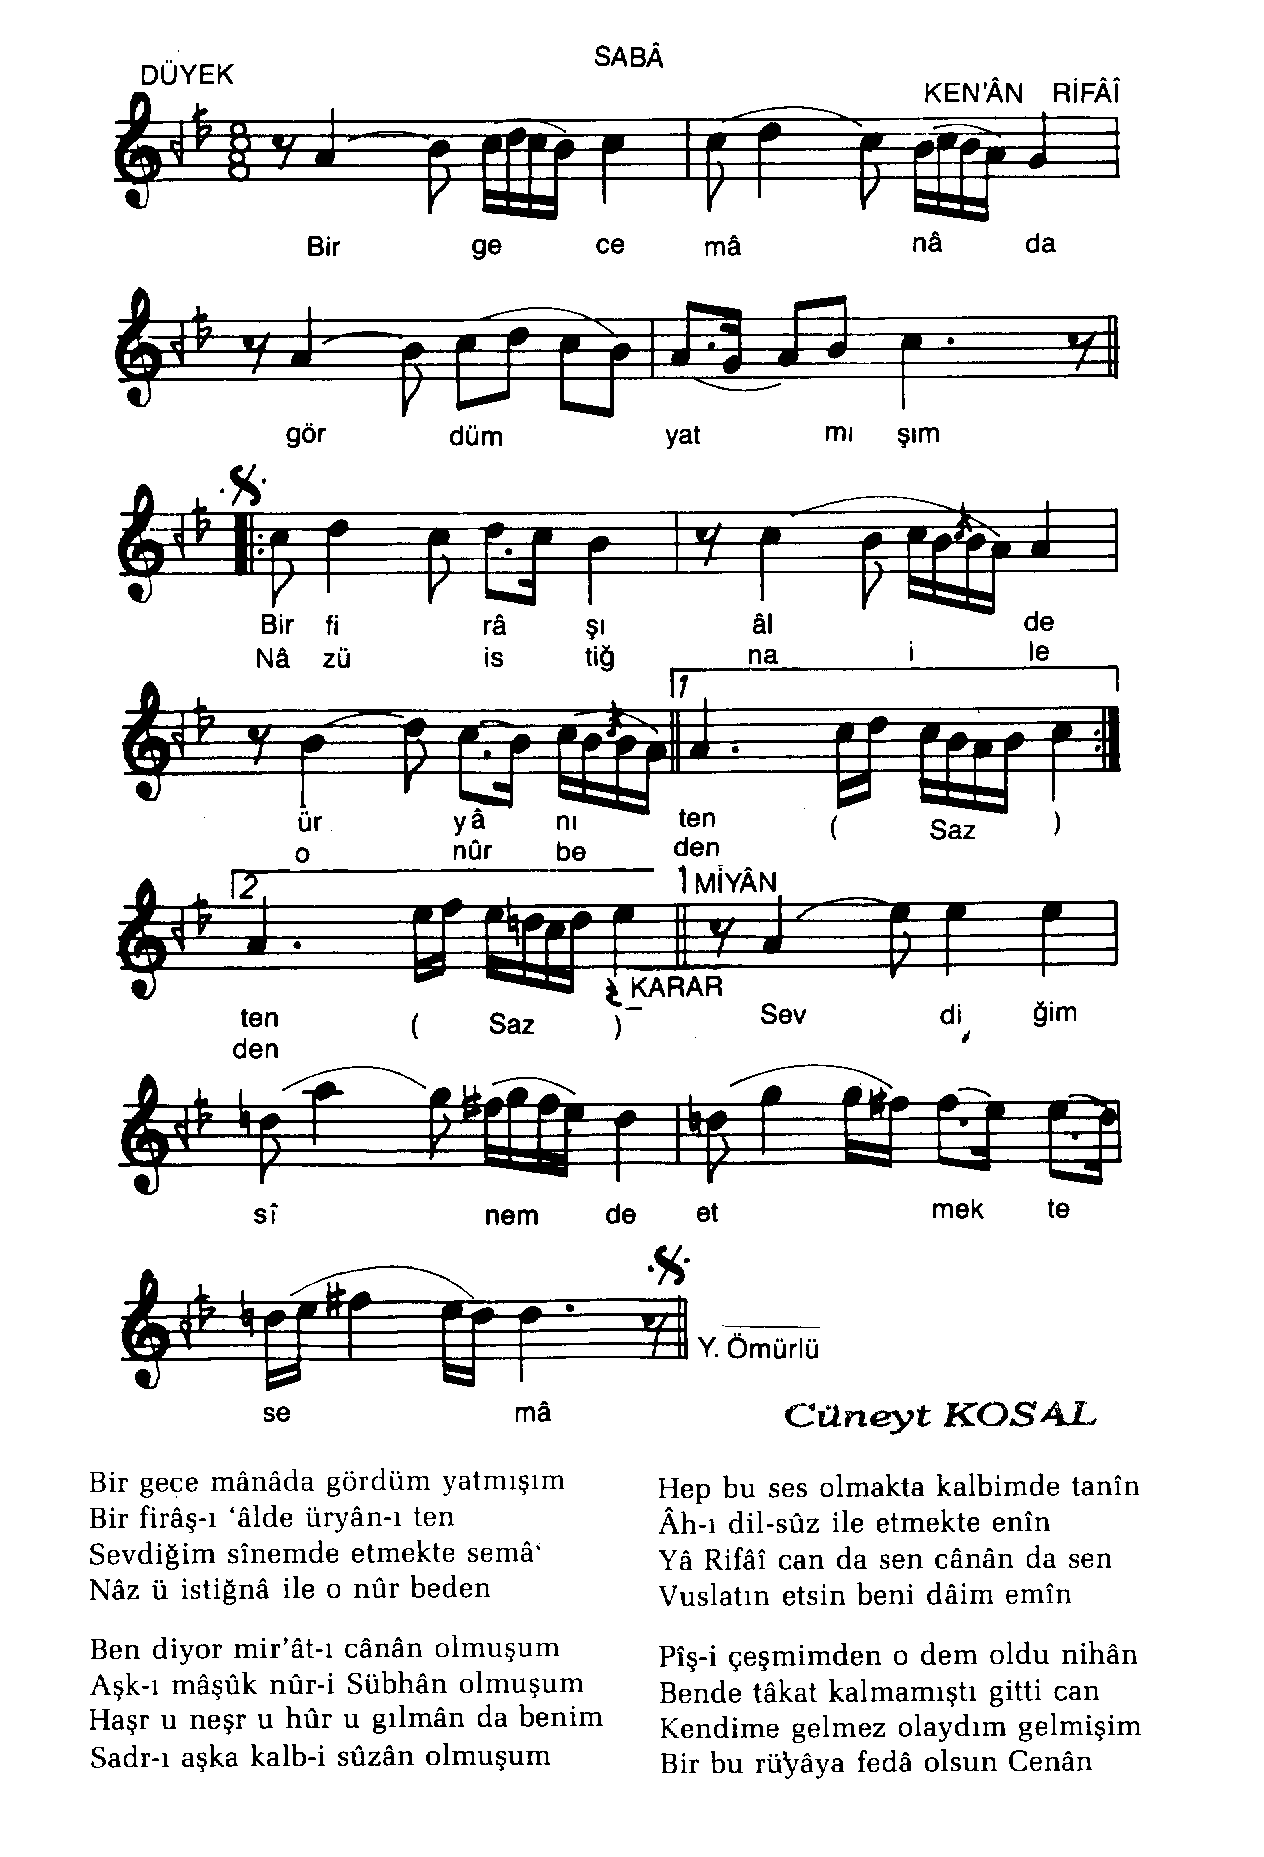 SABÂ
DÜYEK
KEN'ÂN RİFÂÎ
8
8
Bir ge ce mâ nâ da
gör düm yat mı şım
Bir fi râ şı âl de
Nâ zü is tiğ na i le
1
ür yâ nı ten ( Saz )
o nûr be den
2 1 MİYÂN
KARAR
ten ( Saz ) Sev di ğim
den
sî nem de et mek te
Y. Ömürlü
se mâ
Cüneyt KOSAL
Bir gece mânâda gördüm yatmışım
Bir firâş-ı ‘âlde üryân-ı ten
Sevdiğim sînemde etmekte semâ‘
Nâz ü istiğnâ ile o nûr beden
Ben diyor mir’ât-ı cânân olmuşum
Aşk-ı mâşûk nûr-i Sübhân olmuşum
Haşr u neşr u hûr u gılmân da benim
Sadr-ı aşka kalb-i sûzân olmuşum
Hep bu ses olmakta kalbimde tanîn
Âh-ı dil-sûz ile etmekte enîn
Yâ Rifâî can da sen cânân da sen
Vuslatın etsin beni dâim emîn
Pîş-i çeşmimden o dem oldu nihân
Bende tâkat kalmamıştı gitti can
Kendime gelmez olaydım gelmişim
Bir bu rü'yâya fedâ olsun Cenân